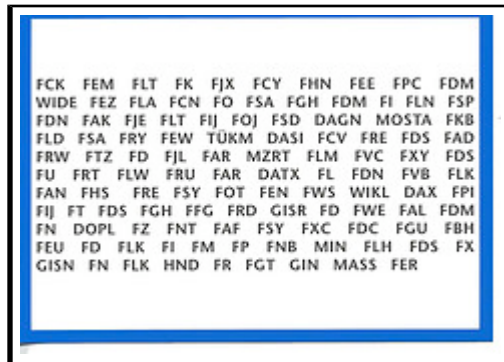 FCK FEM FLT FK FJX FCY FHN FEE FPC FDM
WIDE FEZ FLA FCN FO FSA FGH FDM FI FLN FSP
FDN FAK FJE FLT FIJ FOJ FSD DAGN MOSTA FKB
FLD FSA FRY FEW TÜKM DASI FCV FRE FDS FAD
FRW FTZ FD FJL FAR MZRT FLM FVC FXY FDS
FU FRT FLW FRU FAR DATX FL FDN FVB FLK
FAN FHS FRE FSY FOT FEN FWS WIKL DAX FPI
FIJ FT FDS FGH FFG FRD GISR FD FWE FAL FDM
FN DOPL FZ FNT FAF FSY FXC FDC FGU FBH
FEU FD FLK FI FM FP FNB MIN FLH FDS FX
GISN FN FLK HND FR FGT GIN MASS FER